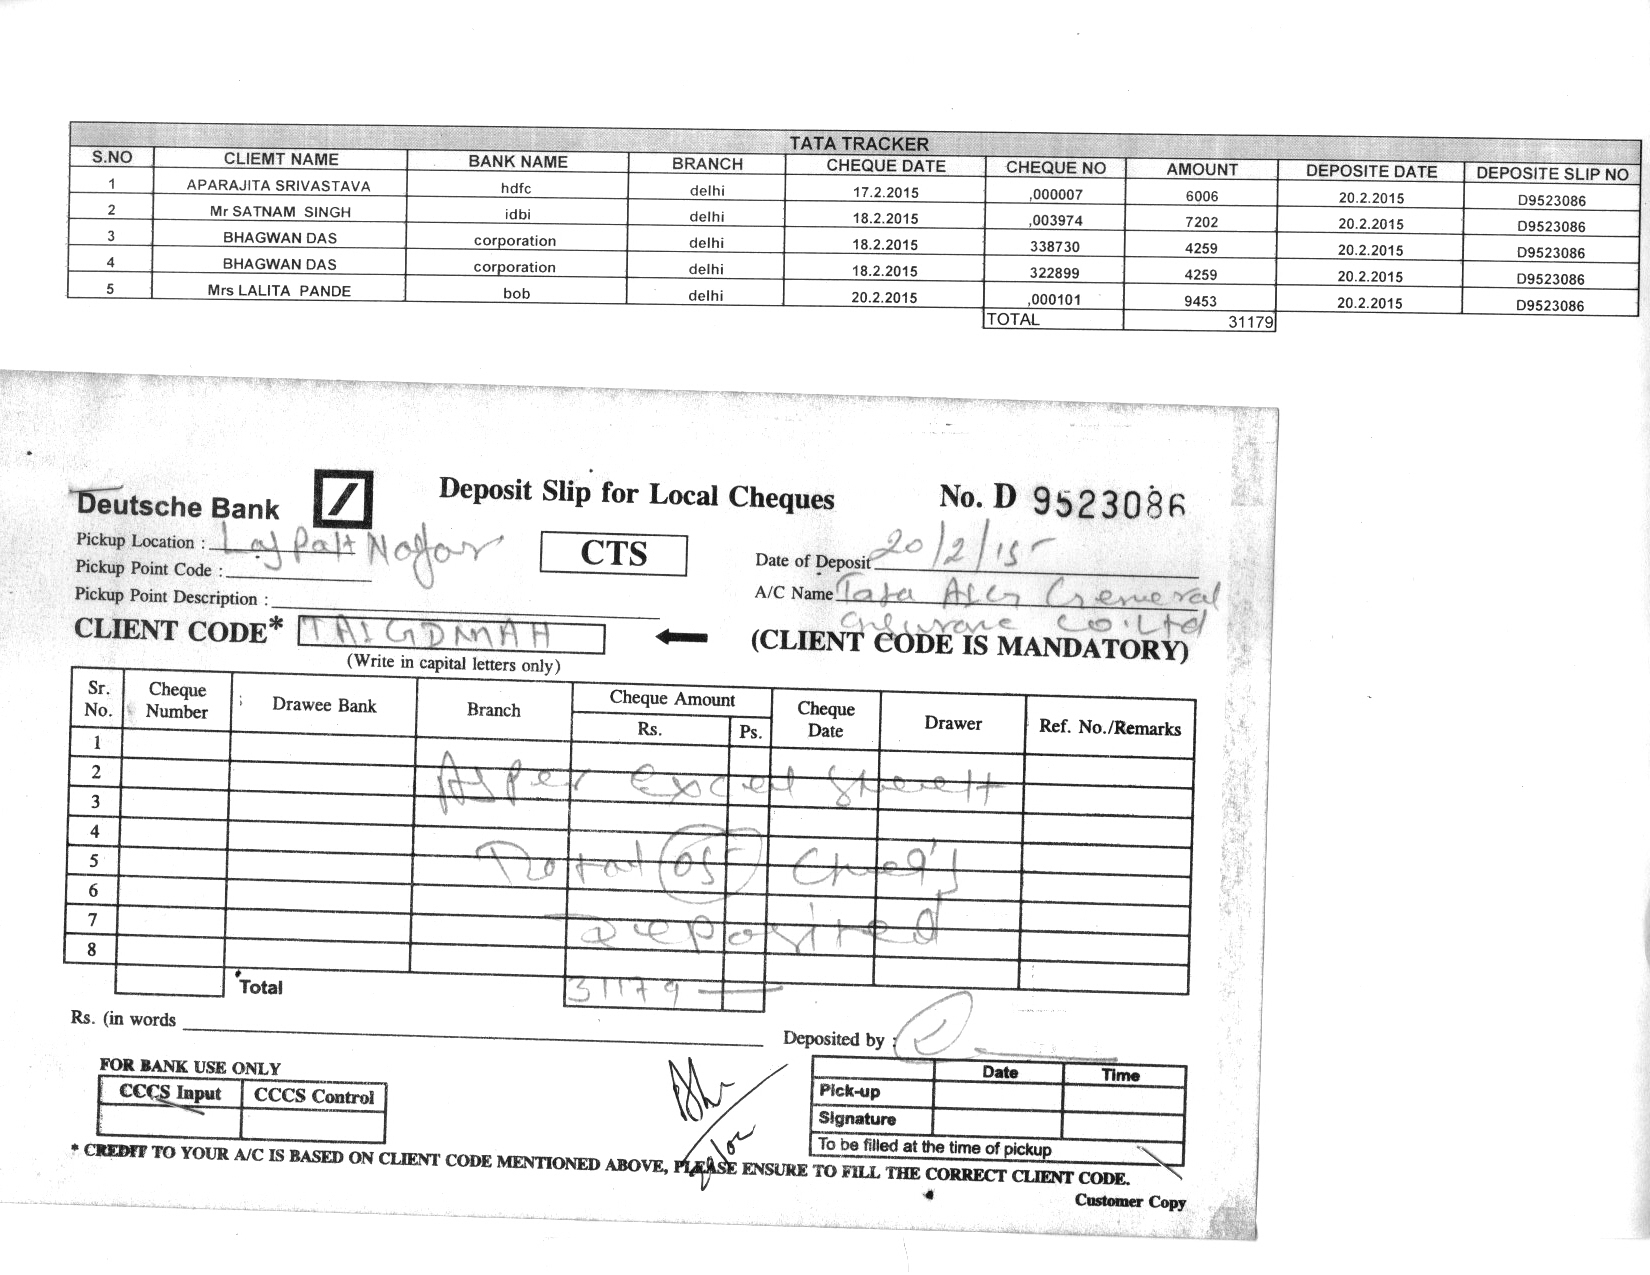 TATA TRACKER
S.NO CLIEMT NAME BANK NAME BRANCH CHEQUE DATE CHEQUE NO AMOUNT DEPOSITE DATE DEPOSITE SLIP NO
1 APARAJITA SRIVASTAVA hdfc delhi 17.2.2015 ,000007 6006 20.2.2015 D9523086
2 Mr SATNAM SINGH idbi delhi 18.2.2015 ,003974 7202 20.2.2015 D9523086
3 BHAGWAN DAS corporation delhi 18.2.2015 338730 4259 20.2.2015 D9523086
4 BHAGWAN DAS corporation delhi 18.2.2015 322899 4259 20.2.2015 D9523086
5 Mrs LALITA PANDE bob delhi 20.2.2015 ,000101 9453 20.2.2015 D9523086
TOTAL 31179
Deutsche Bank Deposit Slip for Local Cheques No. D 9523086
Pickup Location : Lajpat Nagar CTS Date of Deposit 20/2/15
Pickup Point Code :
Pickup Point Description : A/C Name Tata AIG General
Insurance Co. Ltd
CLIENT CODE* TAIGDMAH (CLIENT CODE IS MANDATORY)
(Write in capital letters only)
Sr. No. Cheque Number Drawee Bank Branch Cheque Amount Rs. Ps. Cheque Date Drawer Ref. No./Remarks
1
2 As Per Excel Sheett
3
4
5 Total 05 Cheq's
6
7 Deposited
8
Total 31179
Rs. (in words
Deposited by :
FOR BANK USE ONLY
CCCS Input CCCS Control
Date Time
Pick-up
Signature
To be filled at the time of pickup
* CREDIT TO YOUR A/C IS BASED ON CLIENT CODE MENTIONED ABOVE, PLEASE ENSURE TO FILL THE CORRECT CLIENT CODE.
Customer Copy